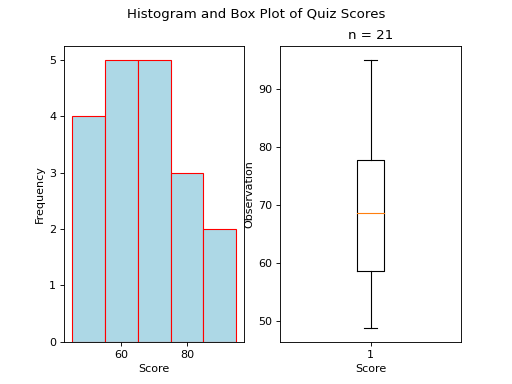 Histogram and Box Plot of Quiz Scores
5
4
3
2
1
0
Frequency
60
80
Score
n = 21
90
80
70
60
50
Observation
1
Score